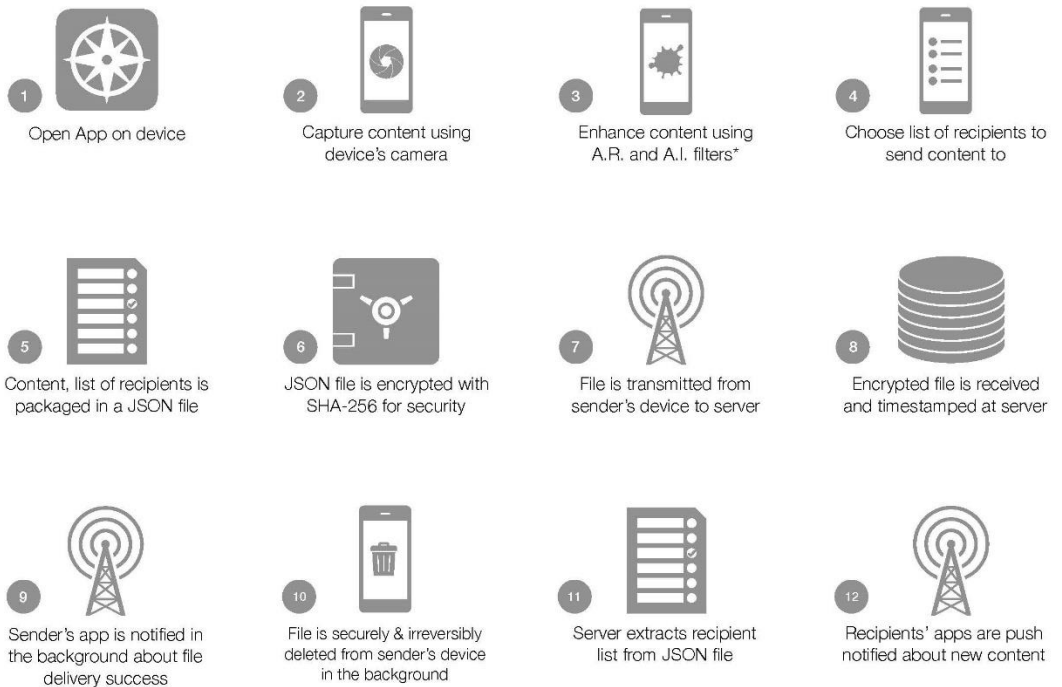 1
Open App on device
2
Capture content using
device's camera
3
Enhance content using
A.R. and A.I. filters*
4
Choose list of recipients to
send content to
5
Content, list of recipients is
packaged in a JSON file
6
JSON file is encrypted with
SHA-256 for security
7
File is transmitted from
sender's device to server
8
Encrypted file is received
and timestamped at server
9
Sender's app is notified in
the background about file
delivery success
10
File is securely & irreversibly
deleted from sender's device
in the background
11
Server extracts recipient
list from JSON file
12
Recipients' apps are push
notified about new content